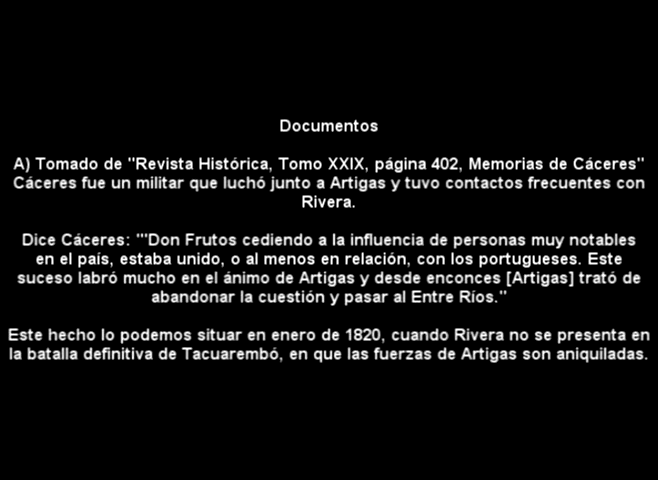 Documentos
A) Tomado de "Revista Histórica, Tomo XXIX, página 402, Memorias de Cáceres"
Cáceres fue un militar que luchó junto a Artigas y tuvo contactos frecuentes con
Rivera.
Dice Cáceres: "'Don Frutos cediendo a la influencia de personas muy notables
en el país, estaba unido, o al menos en relación, con los portugueses. Este
suceso labró mucho en el ánimo de Artigas y desde enconces [Artigas] trató de
abandonar la cuestión y pasar al Entre Ríos."
Este hecho lo podemos situar en enero de 1820, cuando Rivera no se presenta en
la batalla definitiva de Tacuarembó, en que las fuerzas de Artigas son aniquiladas.